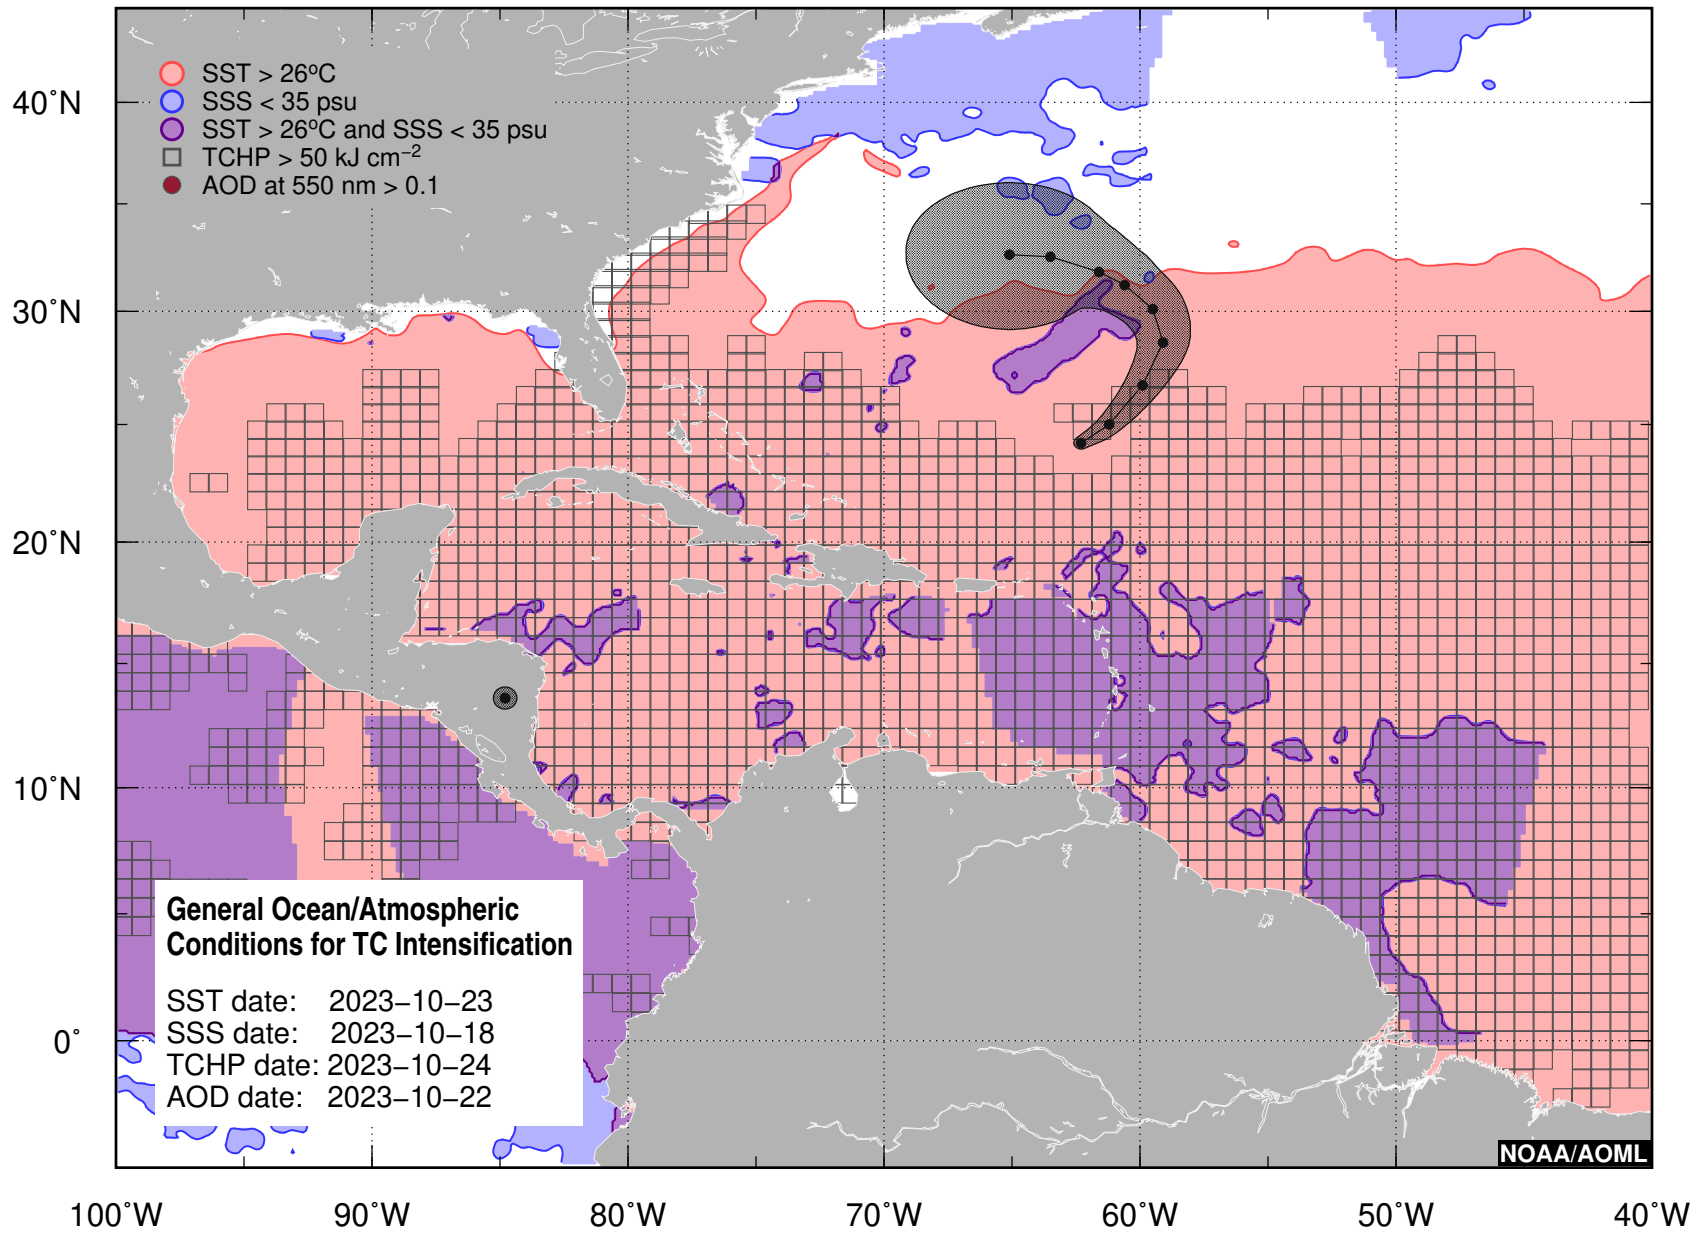 SST > 26°C
SSS < 35 psu
SST > 26°C and SSS < 35 psu
TCHP > 50 kJ cm⁻²
AOD at 550 nm > 0.1
40°N
30°N
20°N
10°N
0°
General Ocean/Atmospheric
Conditions for TC Intensification
SST date: 2023−10−23
SSS date: 2023−10−18
TCHP date: 2023−10−24
AOD date: 2023−10−22
NOAA/AOML
100°W 90°W 80°W 70°W 60°W 50°W 40°W